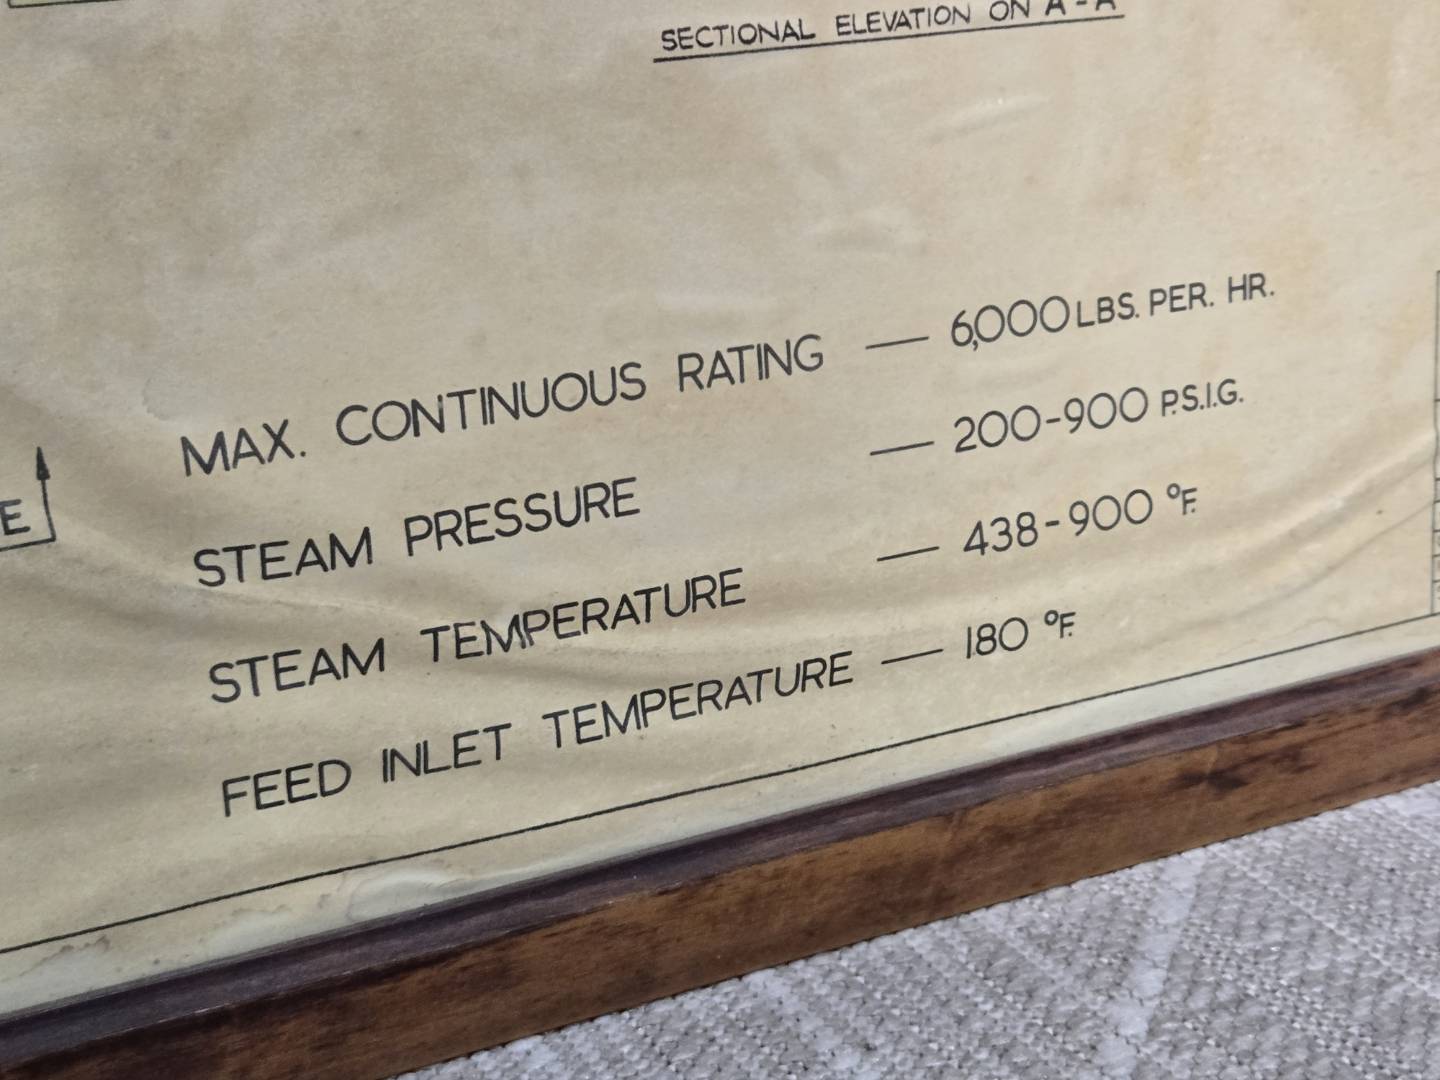 SECTIONAL ELEVATION ON A-A
MAX. CONTINUOUS RATING — 6,000 LBS. PER. HR.
STEAM PRESSURE — 200-900 P.S.I.G.
STEAM TEMPERATURE — 438-900 °F.
FEED INLET TEMPERATURE — 180 °F.
E